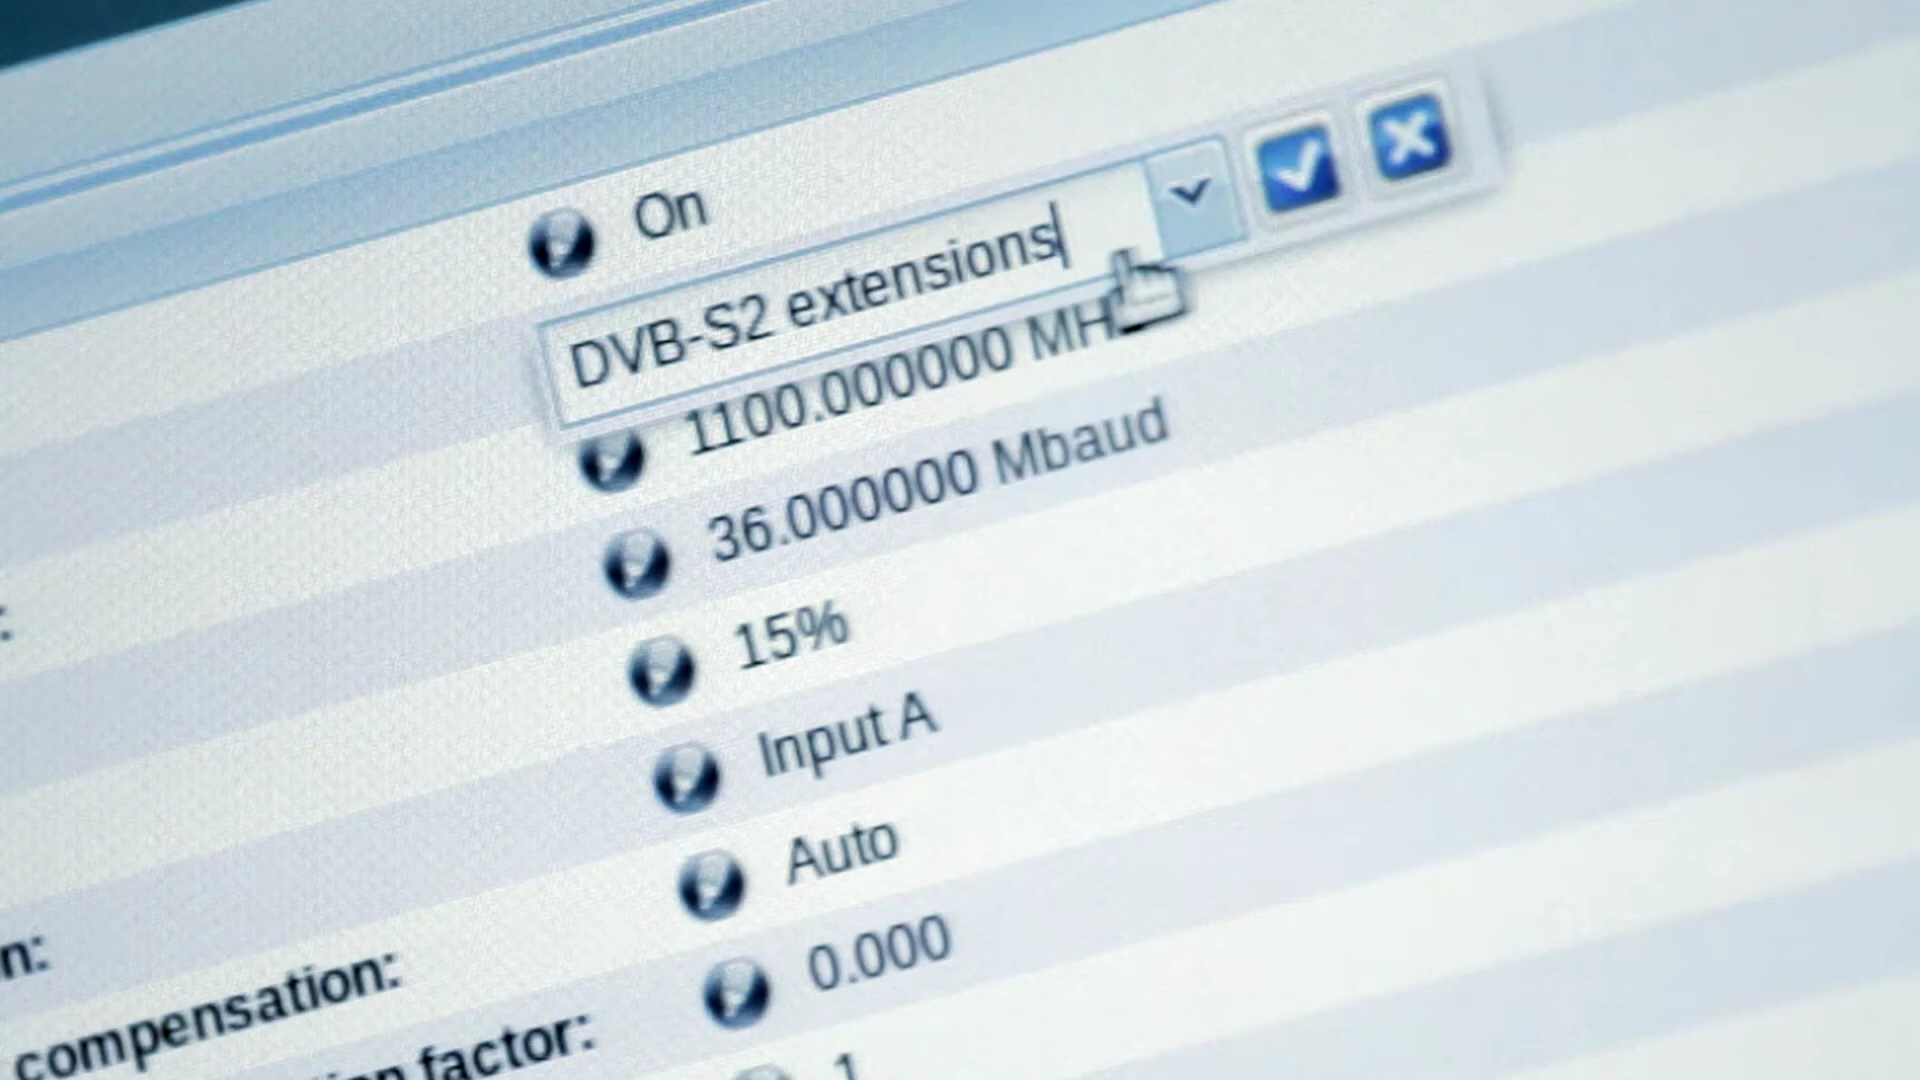 On
DVB-S2 extensions
1100.000000 MH
36.000000 Mbaud
15%
Input A
Auto
n:
0.000
compensation:
factor:
1